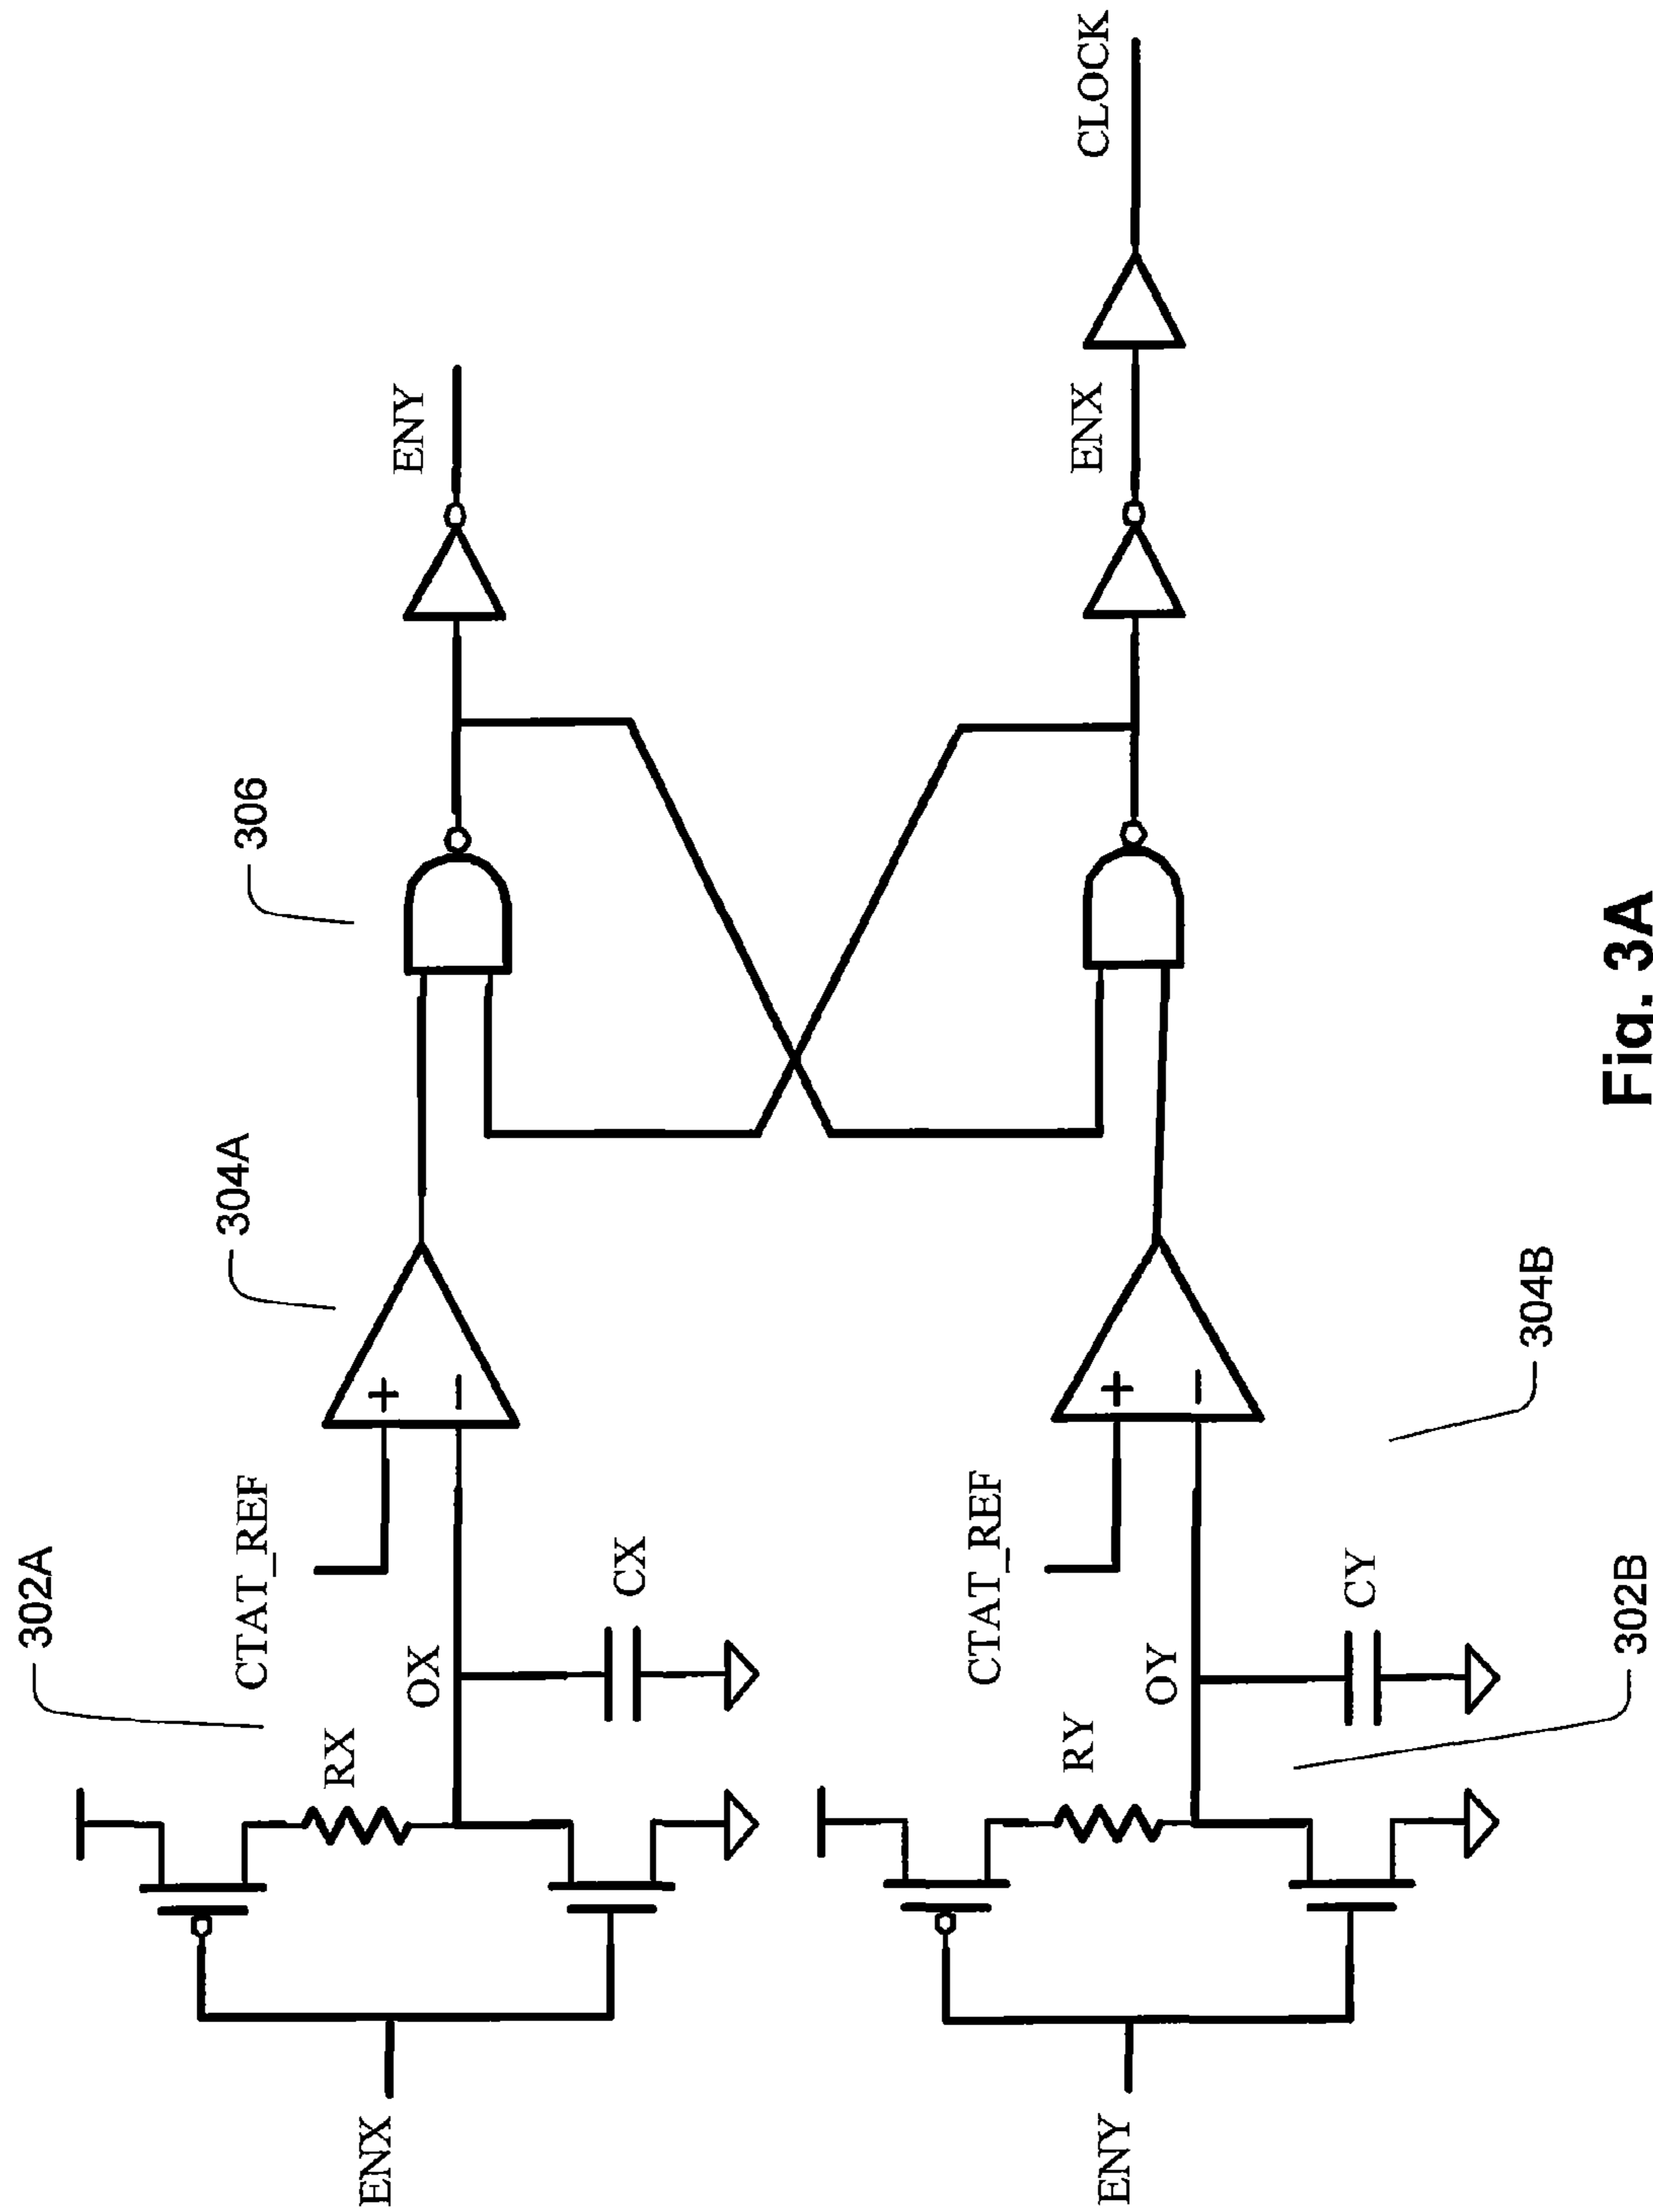 302A
304A
306
CTAT_REF
RX
OX
CX
ENX
ENY
302B
304B
CTAT_REF
RY
OY
CY
ENY
ENX
CLOCK
Fig. 3A